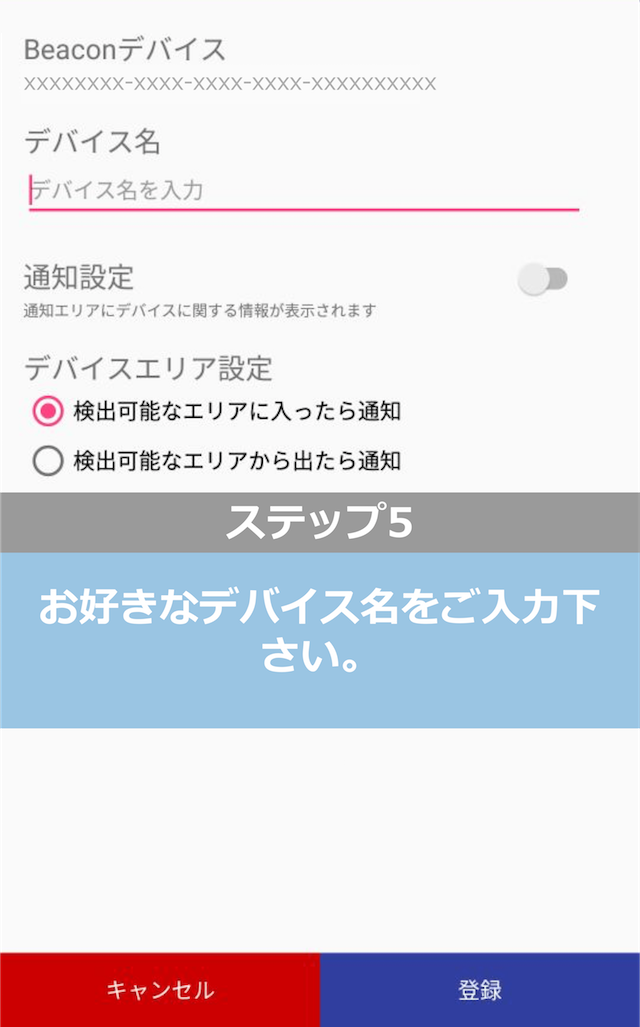 Beaconデバイス
xxxxxxxx-xxxx-xxxx-xxxx-xxxxxxxxxx
デバイス名
デバイス名を入力
通知設定
通知エリアにデバイスに関する情報が表示されます
デバイスエリア設定
検出可能なエリアに入ったら通知
検出可能なエリアから出たら通知
ステップ5
お好きなデバイス名をご入力下
さい。
キャンセル
登録